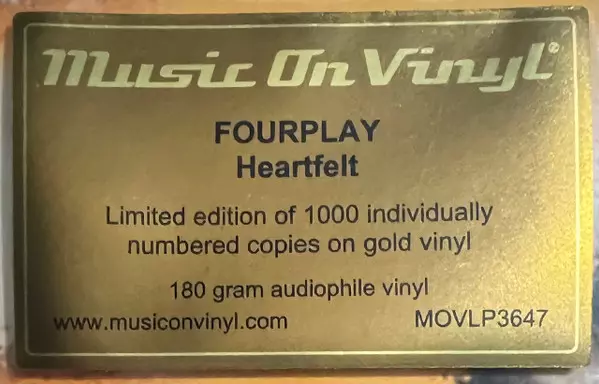 Music On Vinyl®
FOURPLAY
Heartfelt
Limited edition of 1000 individually
numbered copies on gold vinyl
180 gram audiophile vinyl
www.musiconvinyl.com MOVLP3647